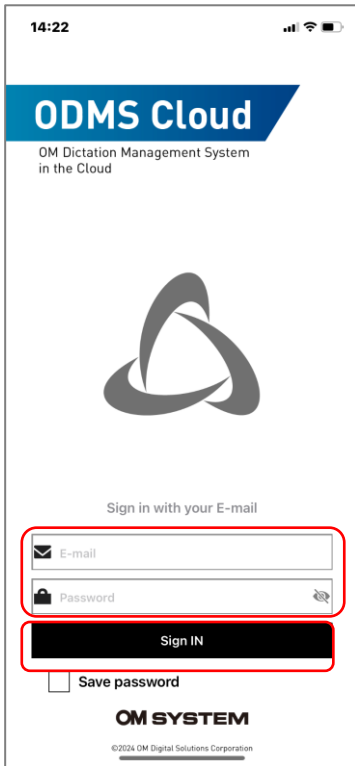 14:22
ODMS Cloud
OM Dictation Management System
in the Cloud
Sign in with your E-mail
E-mail
Password
Sign IN
Save password
OM SYSTEM
©2024 OM Digital Solutions Corporation